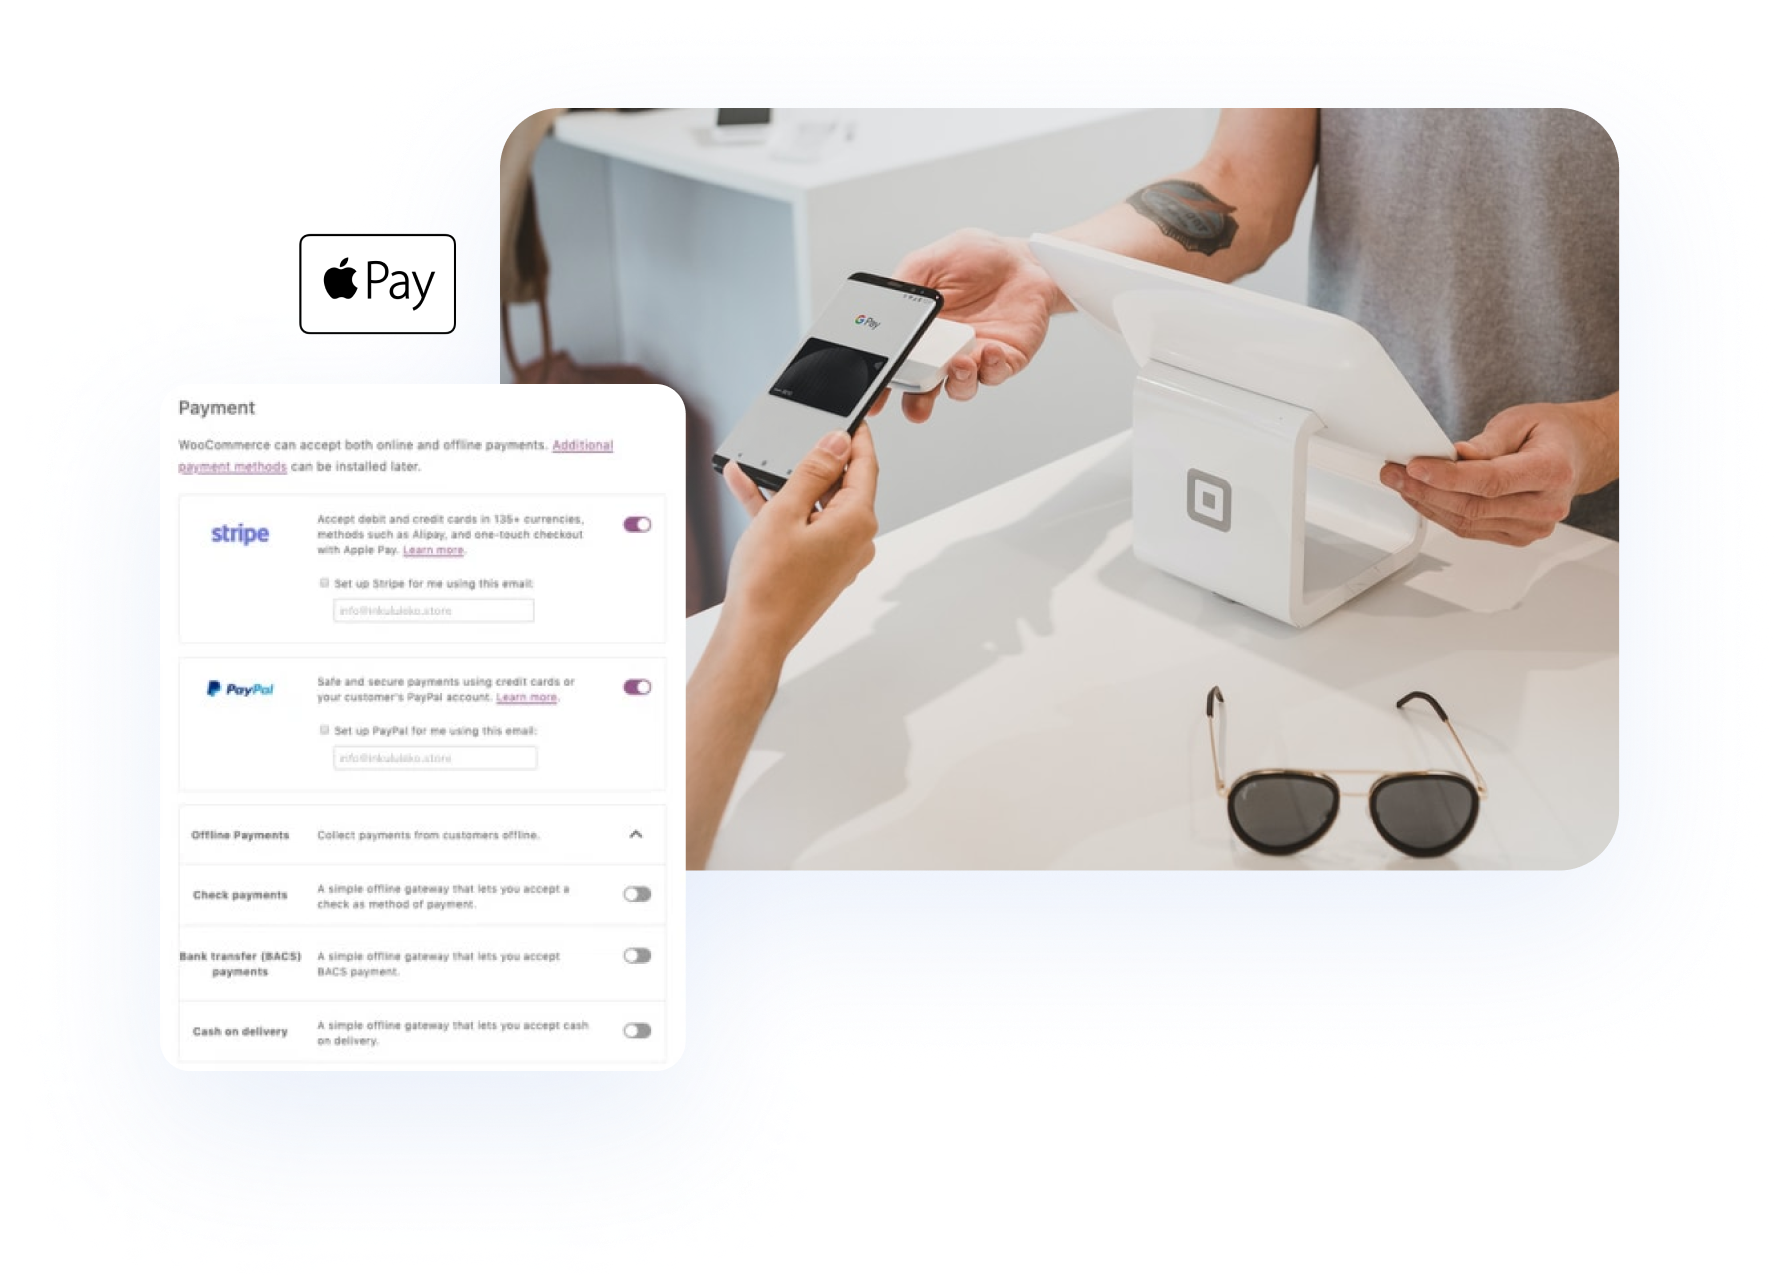 Pay
G Pay
Payment
WooCommerce can accept both online and offline payments. Additional
payment methods can be installed later.
stripe
Accept debit and credit cards in 135+ currencies,
methods such as Alipay, and one-touch checkout
with Apple Pay. Learn more.
Set up Stripe for me using this email:
info@inkululeko.store
PayPal
Safe and secure payments using credit cards or
your customer's PayPal account. Learn more.
Set up PayPal for me using this email:
info@inkululeko.store
Offline Payments
Collect payments from customers offline.
Check payments
A simple offline gateway that lets you accept a
check as method of payment.
Bank transfer (BACS)
payments
A simple offline gateway that lets you accept
BACS payment.
Cash on delivery
A simple offline gateway that lets you accept cash
on delivery.